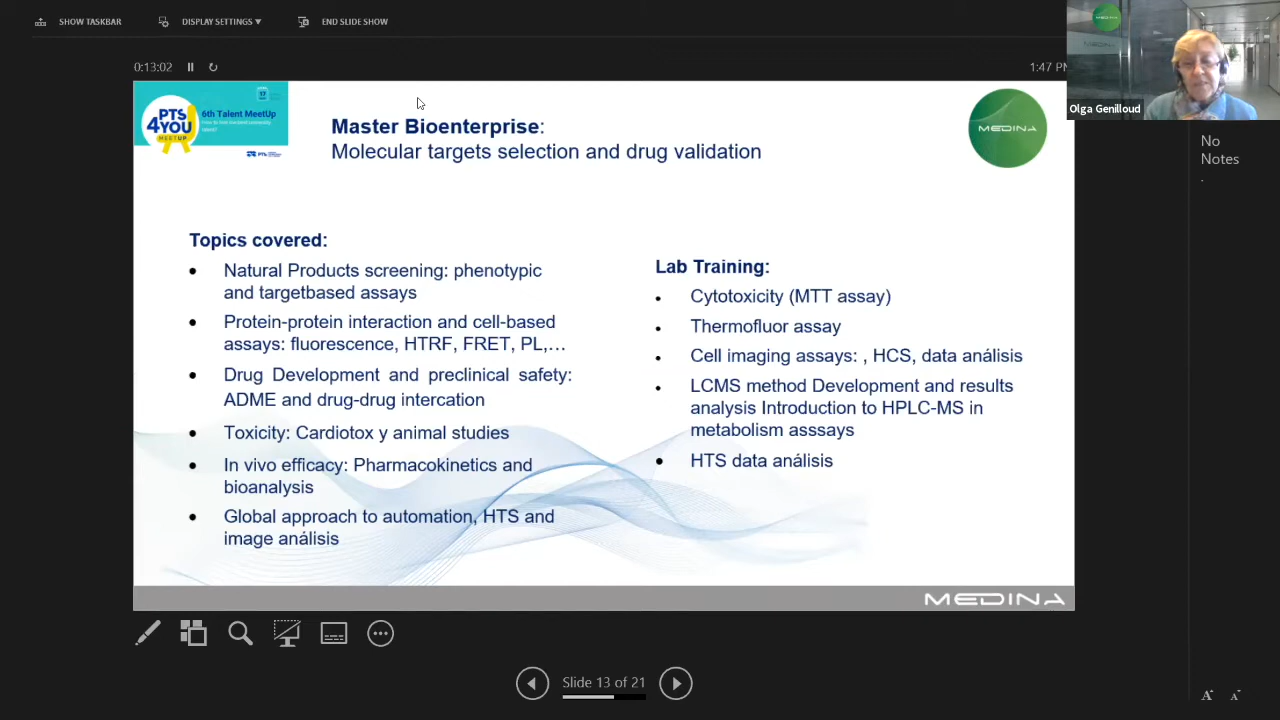 SHOW TASKBAR
DISPLAY SETTINGS ▼
END SLIDE SHOW
0:13:02
1:47 PM
MEDINA
Olga Genilloud
No
Notes
.
PTS
4YOU
MEETUP
17
6th Talent MeetUp
PTS
Master Bioenterprise:
Molecular targets selection and drug validation
MEDINA
Topics covered:
• Natural Products screening: phenotypic
and targetbased assays
• Protein-protein interaction and cell-based
assays: fluorescence, HTRF, FRET, PL,…
• Drug Development and preclinical safety:
ADME and drug-drug intercation
• Toxicity: Cardiotox y animal studies
• In vivo efficacy: Pharmacokinetics and
bioanalysis
• Global approach to automation, HTS and
image análisis
Lab Training:
• Cytotoxicity (MTT assay)
• Thermofluor assay
• Cell imaging assays: , HCS, data análisis
• LCMS method Development and results
analysis Introduction to HPLC-MS in
metabolism asssays
• HTS data análisis
MEDINA
Slide 13 of 21
A A